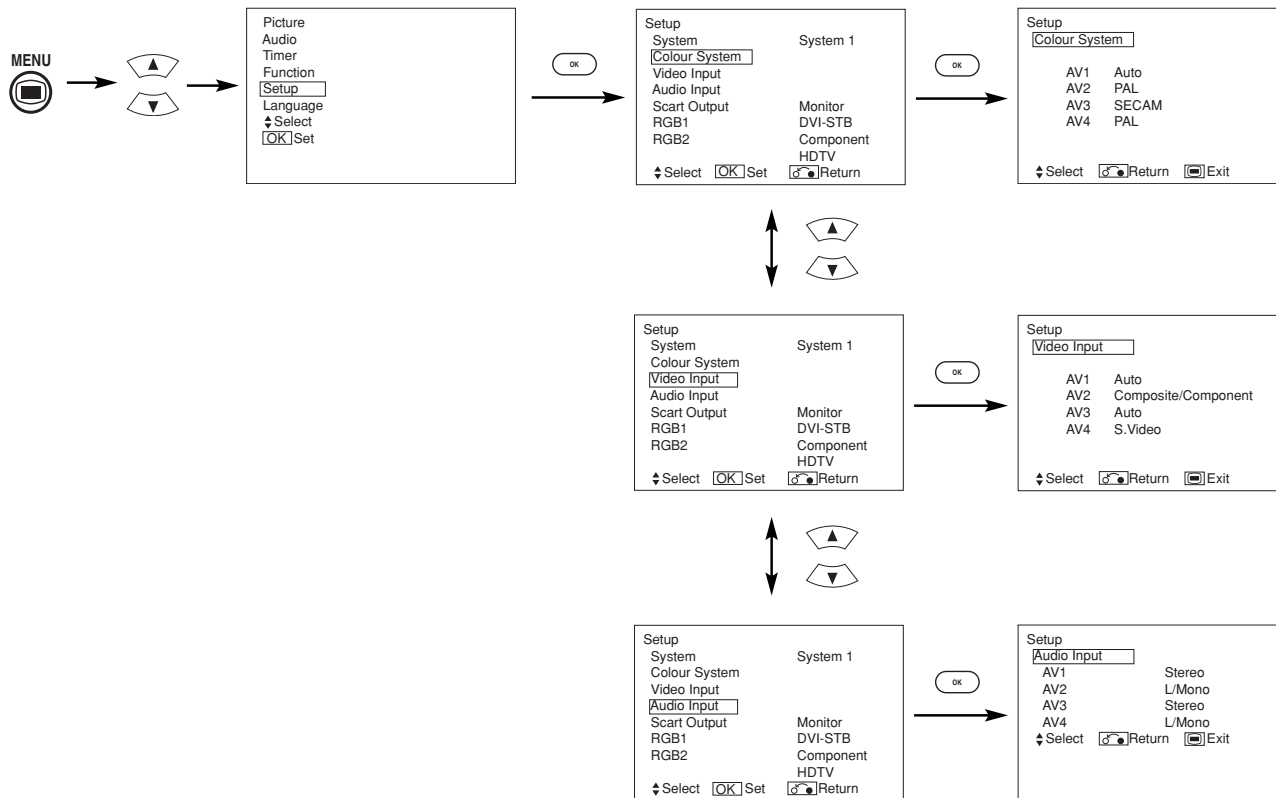 MENU
Picture
Audio
Timer
Function
Setup
Language
Select
OK Set
OK
Setup
System System 1
Colour System
Video Input
Audio Input
Scart Output Monitor
RGB1 DVI-STB
RGB2 Component
HDTV
Select OK Set Return
OK
Setup
Colour System
AV1 Auto
AV2 PAL
AV3 SECAM
AV4 PAL
Select Return Exit
Setup
System System 1
Colour System
Video Input
Audio Input
Scart Output Monitor
RGB1 DVI-STB
RGB2 Component
HDTV
Select OK Set Return
OK
Setup
Video Input
AV1 Auto
AV2 Composite/Component
AV3 Auto
AV4 S.Video
Select Return Exit
Setup
System System 1
Colour System
Video Input
Audio Input
Scart Output Monitor
RGB1 DVI-STB
RGB2 Component
HDTV
Select OK Set Return
OK
Setup
Audio Input
AV1 Stereo
AV2 L/Mono
AV3 Stereo
AV4 L/Mono
Select Return Exit